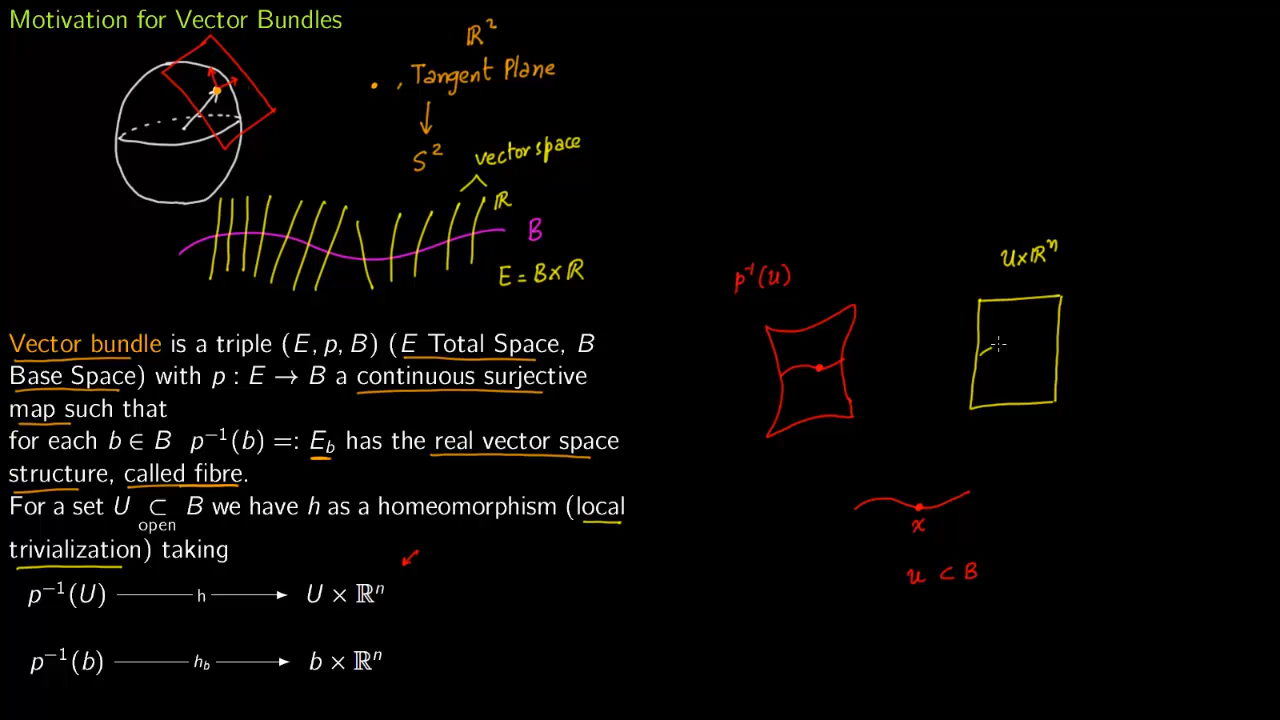 Motivation for Vector Bundles
ℝ²
Tangent Plane
S²
vector space
ℝ
B
E = B×ℝ
Vector bundle is a triple (E, p, B) (E Total Space, B
Base Space) with p : E → B a continuous surjective
map such that
for each b ∈ B p⁻¹(b) =: E_b has the real vector space
structure, called fibre.
For a set U ⊂ B we have h as a homeomorphism (local
open
trivialization) taking
p⁻¹(U) h U × ℝⁿ
p⁻¹(b) h_b b × ℝⁿ
p⁻¹(U)
U×ℝⁿ
x
U ⊂ B